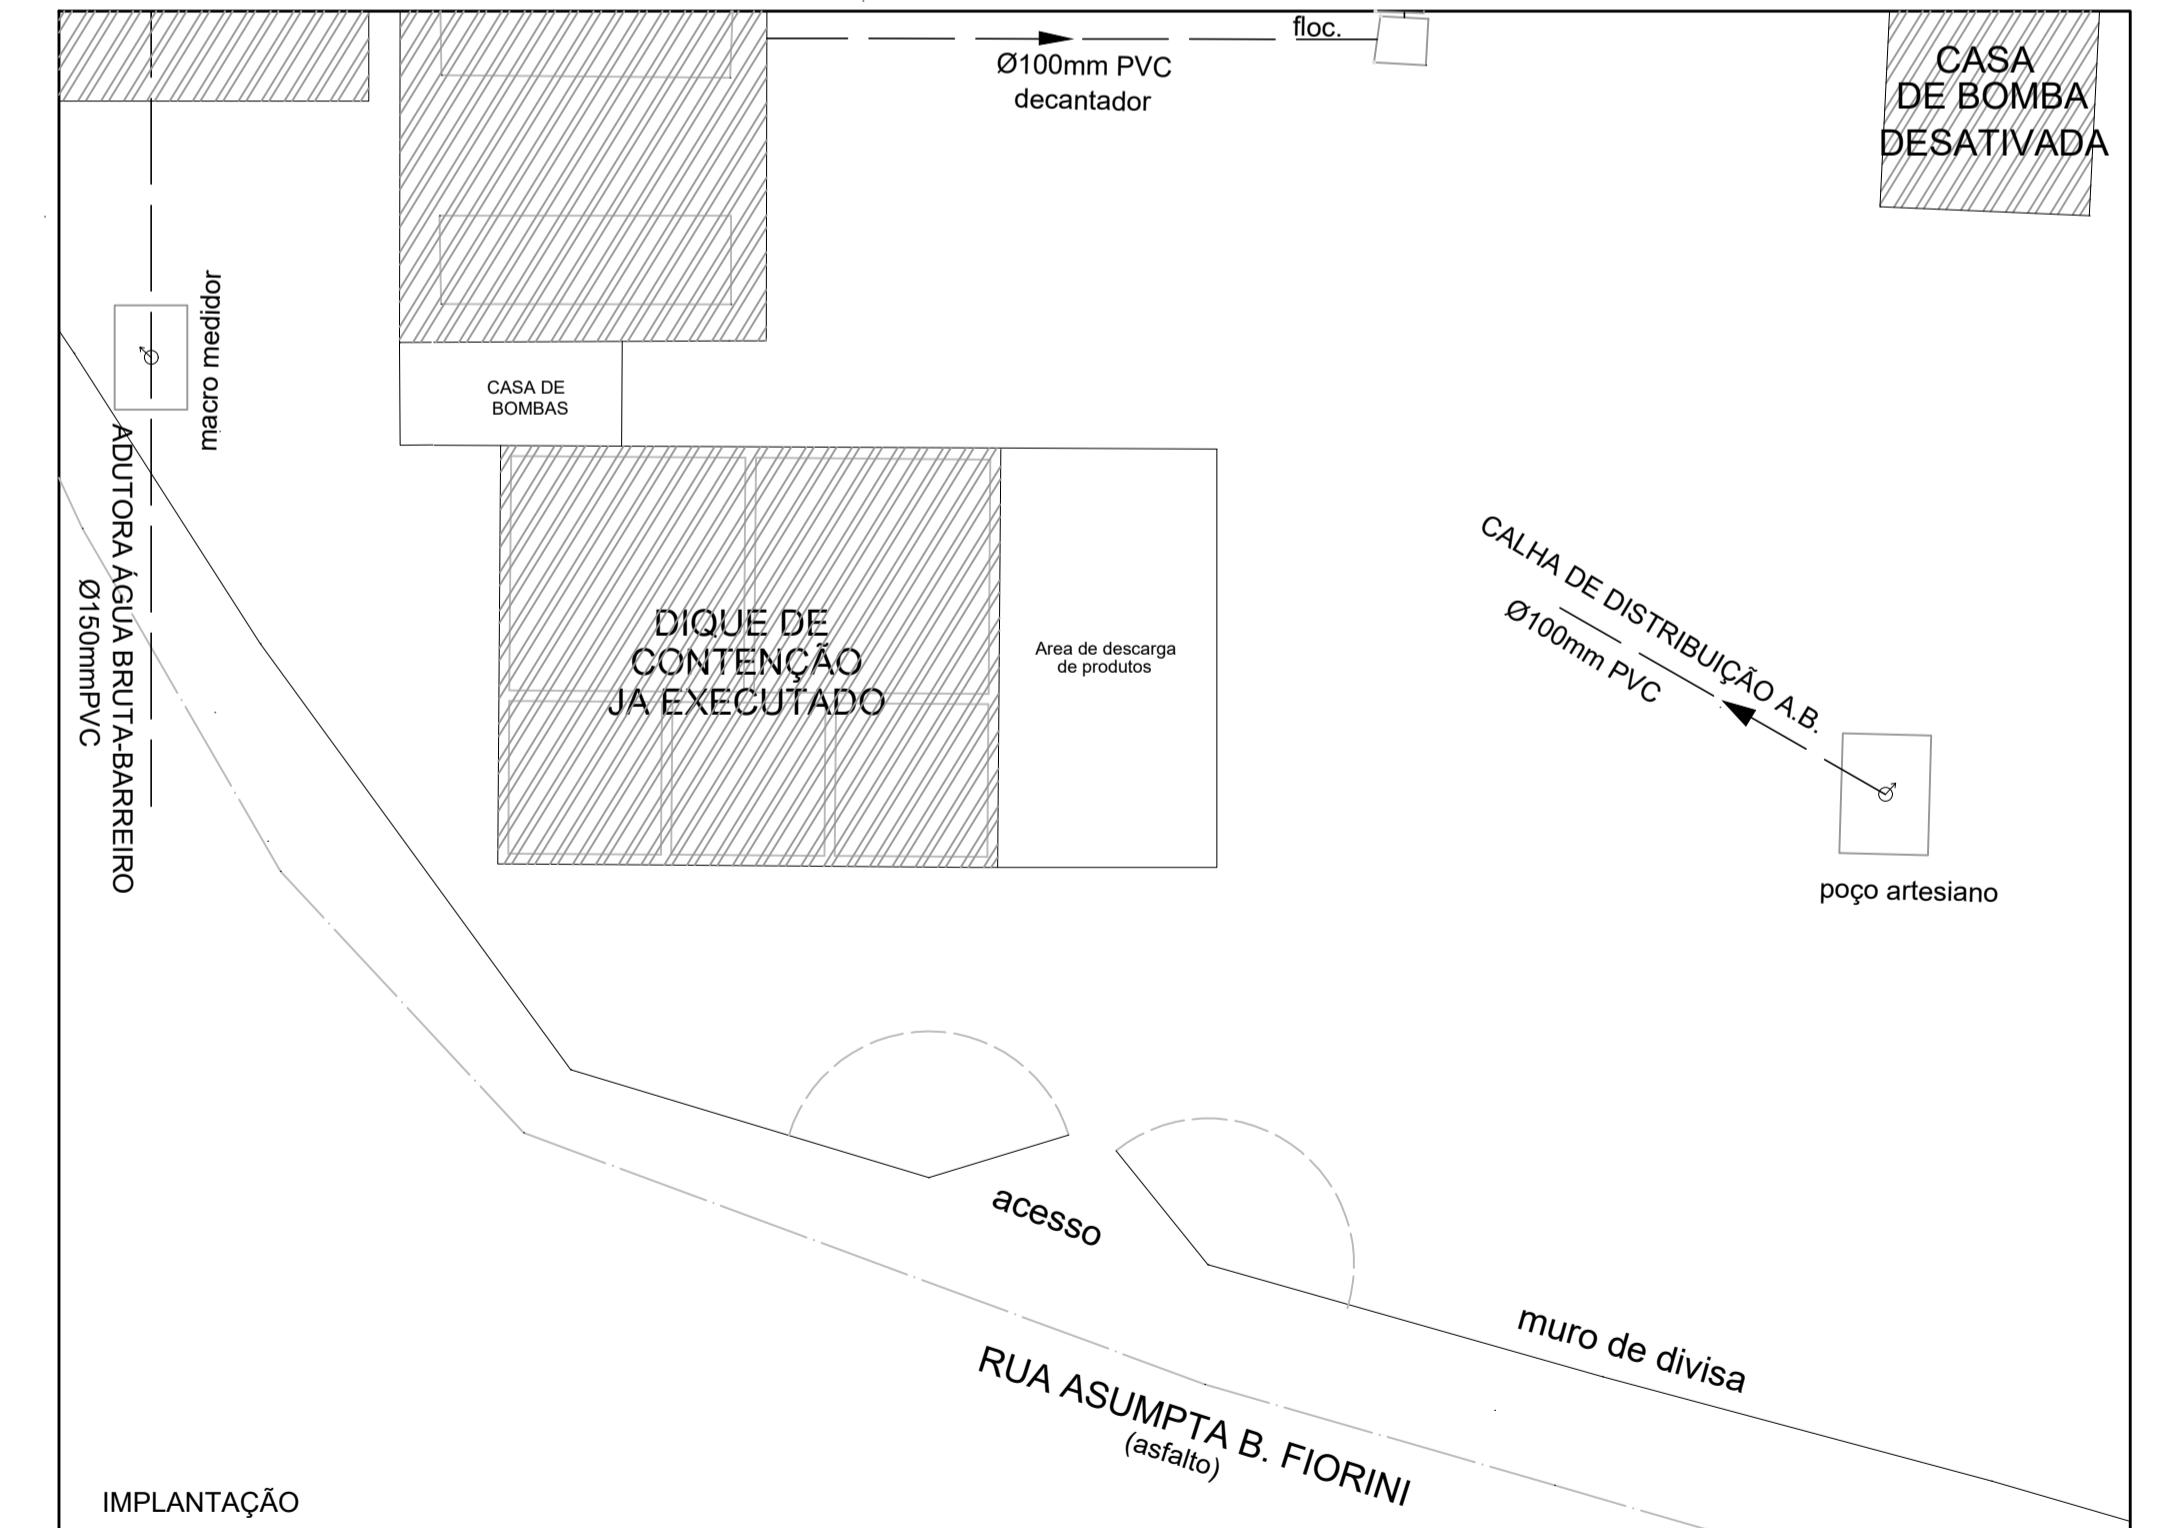 floc.
Ø100mm PVC
decantador
CASA
DE BOMBA
DESATIVADA
macro medidor
CASA DE
BOMBAS
ADUTORA ÁGUA BRUTA-BARREIRO
Ø150mmPVC
DIQUE DE
CONTENÇÃO
JA EXECUTADO
Area de descarga
de produtos
CALHA DE DISTRIBUIÇÃO A.B.
Ø100mm PVC
poço artesiano
acesso
muro de divisa
RUA ASUMPTA B. FIORINI
(asfalto)
IMPLANTAÇÃO